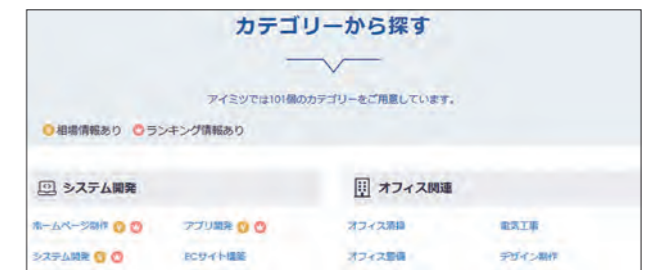 カテゴリーから探す
アイミツでは101個のカテゴリーをご用意しています。
相場情報あり ランキング情報あり
システム開発
オフィス関連
ホームページ制作 アプリ開発 オフィス清掃 電気工事
システム開発 ECサイト構築 オフィス整備 デザイン制作